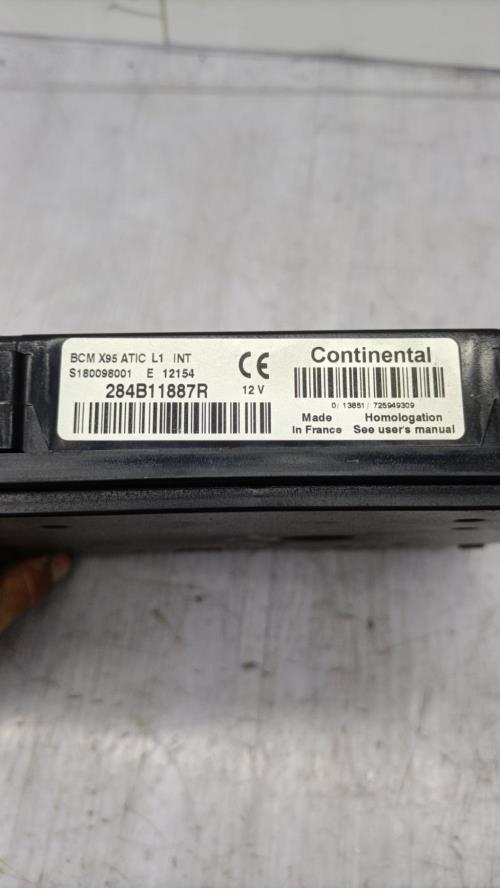 BCM X95 ATIC L1 INT
S180098001 E 12154
284B11887R
CE
12 V
Continental
0/ 13851/ 725949309
Made In France
Homologation See user's manual